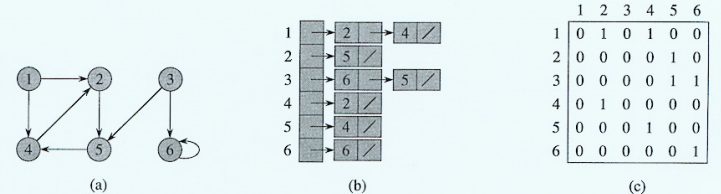 1 2 3
4 5 6
(a)
1 2 4
2 5
3 6 5
4 2
5 4
6 6
(b)
1 2 3 4 5 6
1 0 1 0 1 0 0
2 0 0 0 0 1 0
3 0 0 0 0 1 1
4 0 1 0 0 0 0
5 0 0 0 1 0 0
6 0 0 0 0 0 1
(c)